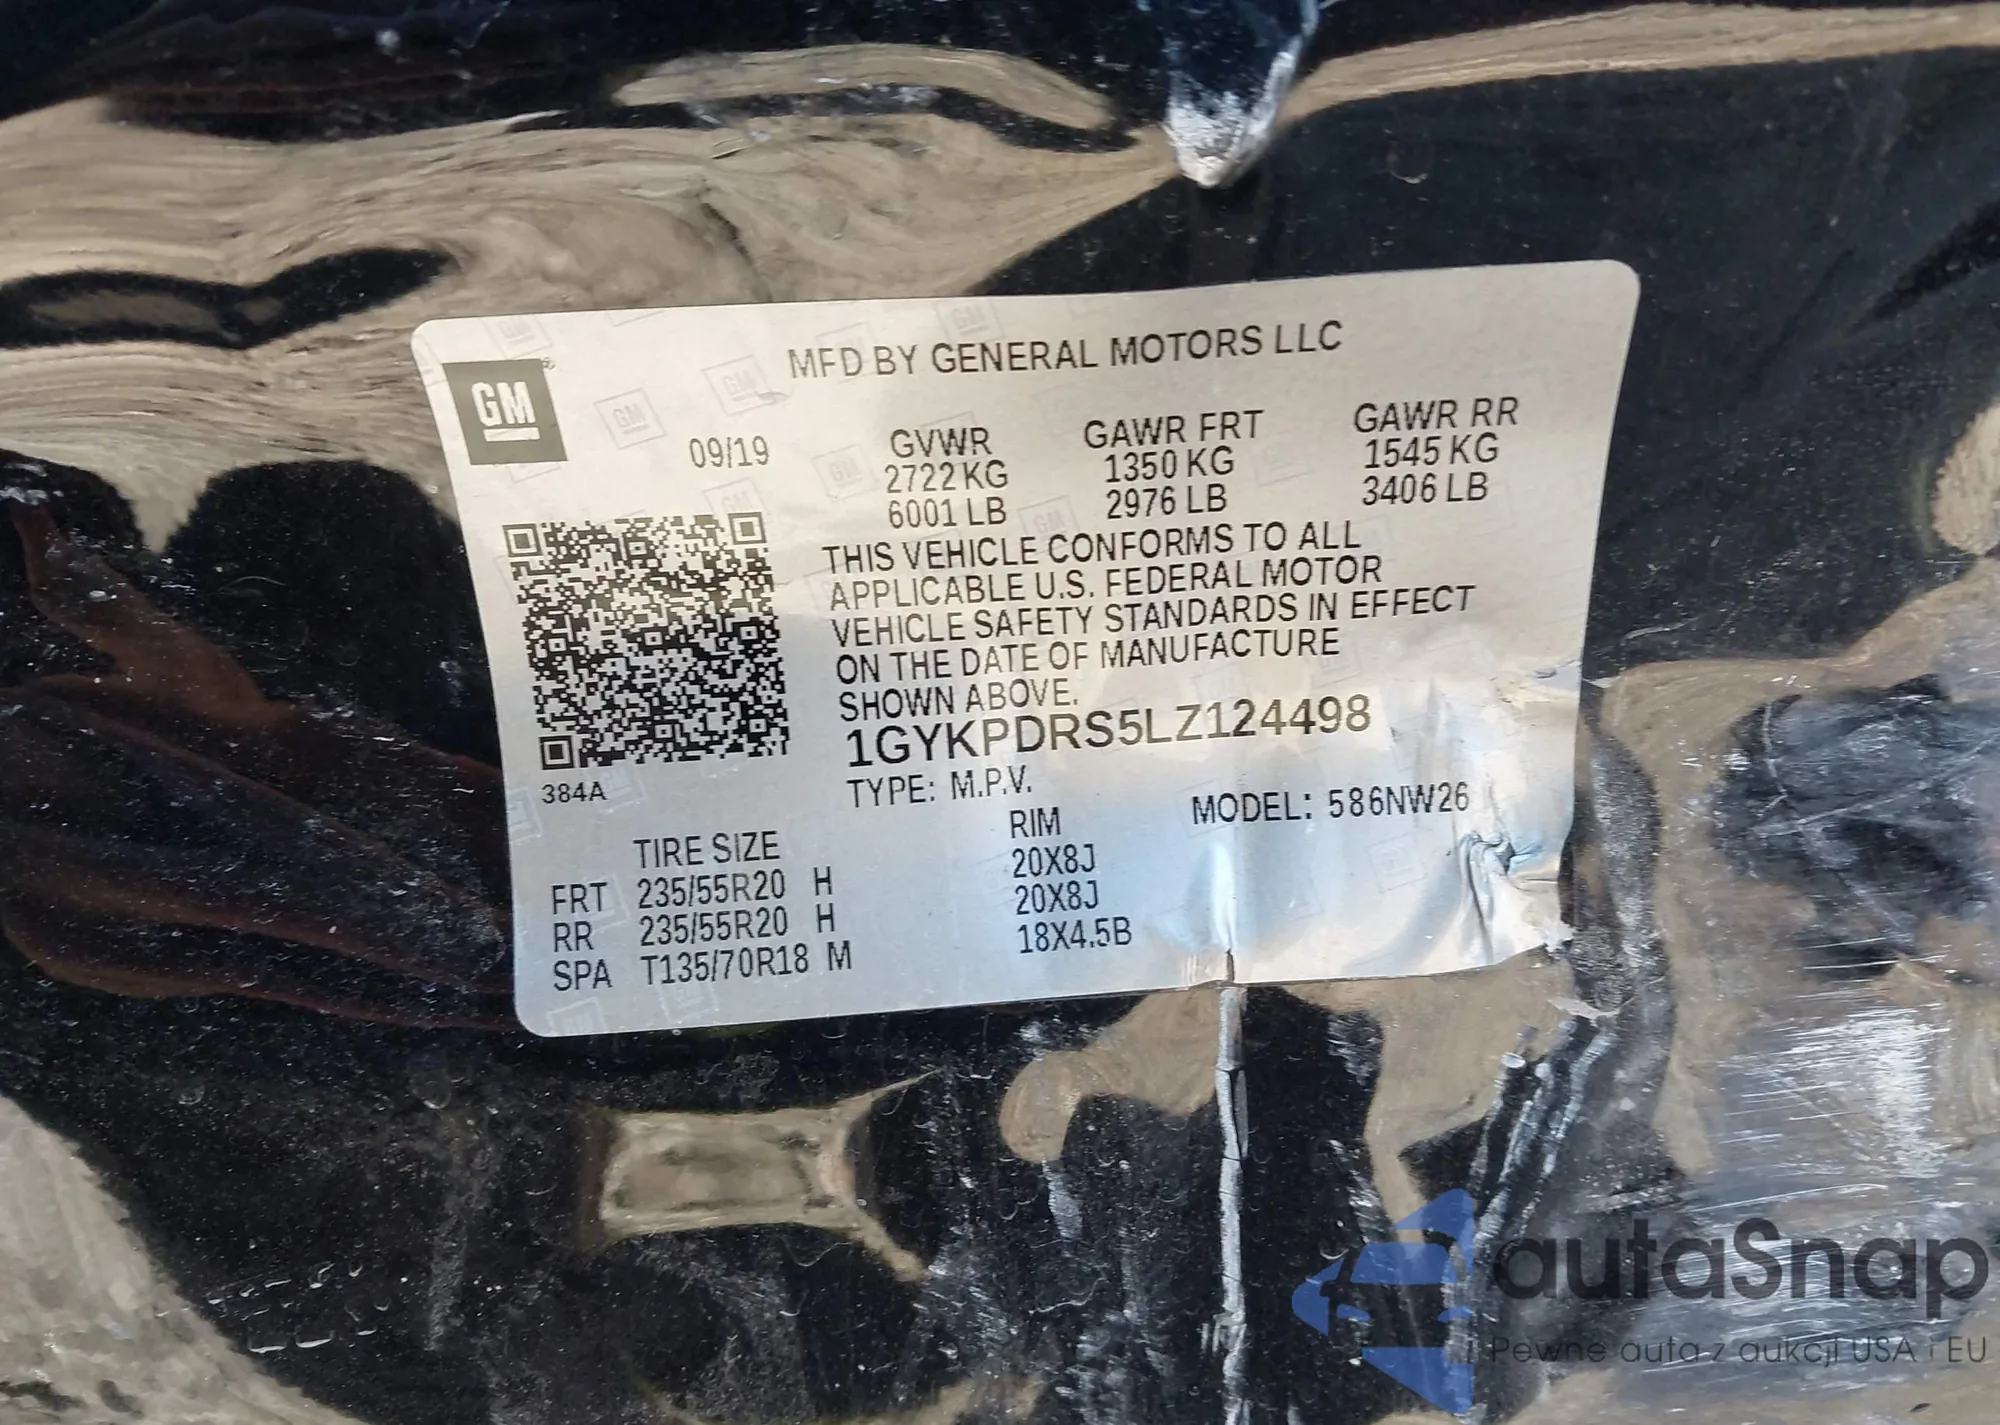 GM
MFD BY GENERAL MOTORS LLC
09/19 GVWR GAWR FRT GAWR RR
2722 KG 1350 KG 1545 KG
6001 LB 2976 LB 3406 LB
THIS VEHICLE CONFORMS TO ALL
APPLICABLE U.S. FEDERAL MOTOR
VEHICLE SAFETY STANDARDS IN EFFECT
ON THE DATE OF MANUFACTURE
SHOWN ABOVE.
1GYKPDRS5LZ124498
384A
TYPE: M.P.V. MODEL: 586NW26
TIRE SIZE RIM
FRT 235/55R20 H 20X8J
RR 235/55R20 H 20X8J
SPA T135/70R18 M 18X4.5B
autaSnap
Pewne auta z aukcji USA i EU